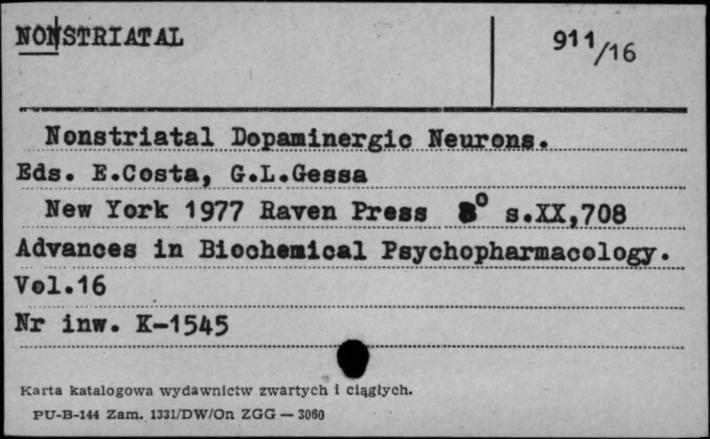 NONSTRIATAL
911/16
Nonstriatal Dopaminergic Neurons.
Eds. E.Costa, G.L.Gessa
New York 1977 Raven Press 8° s.XX,708
Advances in Biochemical Psychopharmacology.
Vol.16
Nr inw. K-1545
Karta katalogowa wydawnictw zwartych i ciągłych.
PU-B-144 Zam. 1331/DW/On ZGG — 3060